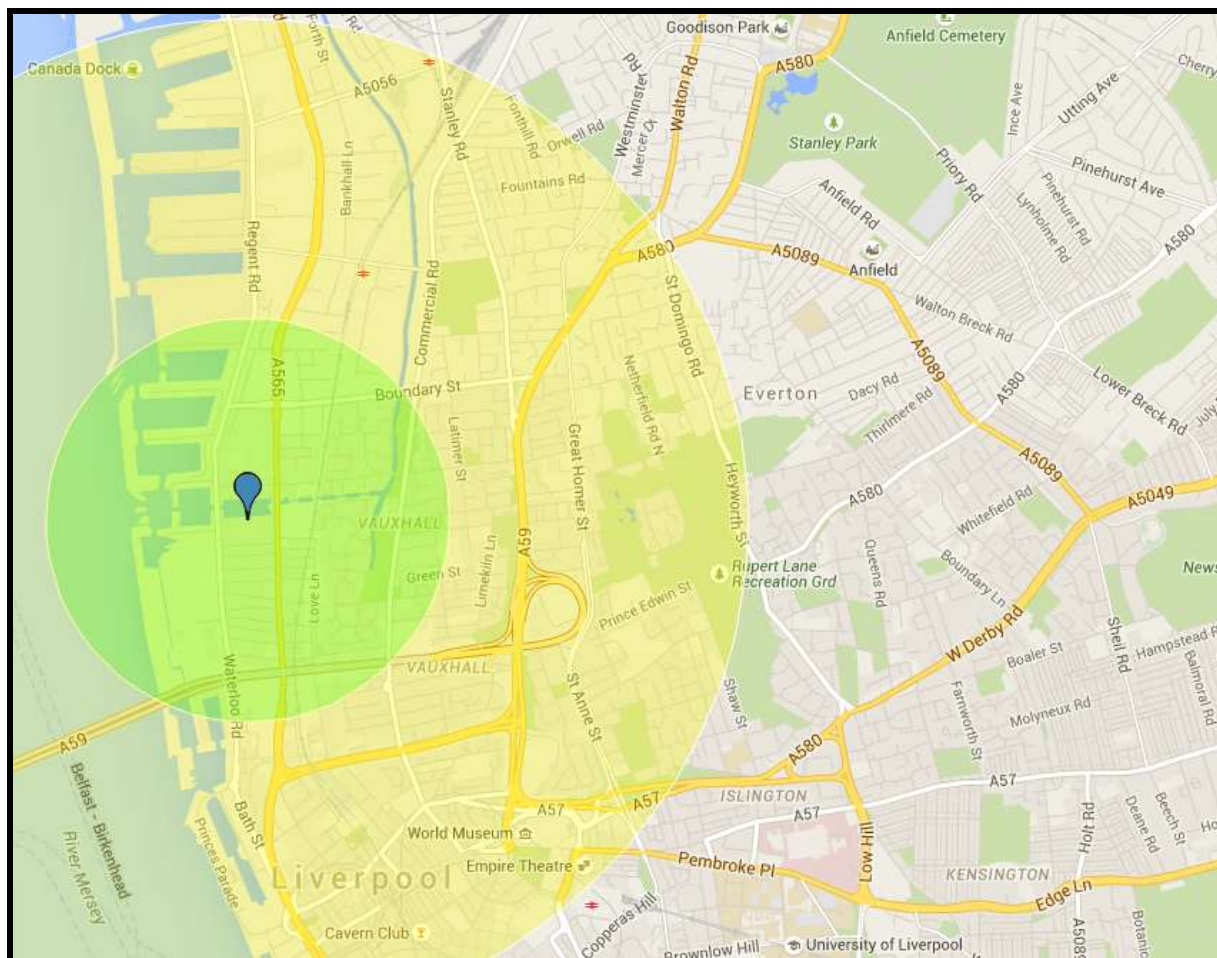 Goodison Park
Anfield Cemetery
Canada Dock
A580
A5056
Forth St
Rd
Stanley Rd
Fonthill Rd
Orwell Rd
Westminster Rd
Mercer Ct
Walton Rd
Ince Ave
Utting Ave
Cherry
Stanley Park
Priory Rd
Pinehurst Ave
Bankhall Ln
Fountains Rd
Anfield Rd
Pinehurst Rd
Lynholme Rd
A580
Regent Rd
Commercial Rd
A580
A5089
Anfield
St Domingo Rd
Walton Breck Rd
A565
Boundary St
Netherfield Rd N
Everton
Dacy Rd
Thirlmere Rd
A5089
A580
Lower Breck Rd
July
Latimer St
Great Homer St
Heyworth St
A5089
A580
A5049
Whitefield Rd
VAUXHALL
A59
Green St
Limekiln Ln
Love Ln
Rupert Lane
Recreation Grd
Queens Rd
Boundary Ln
News
Prince Edwin St
W Derby Rd
Sheil Rd
Hampstead R
Boaler St
Balmoral Rd
VAUXHALL
Waterloo Rd
St Anne St
Shaw St
Farnworth St
Molyneux Rd
A59
A580
Belfast - Birkenhead
River Mersey
Bath St
Princes Parade
A57
A57
ISLINGTON
A57
A57
Low Hill
Holt Rd
Deane Rd
Beech St
World Museum
Empire Theatre
Pembroke Pl
KENSINGTON
Edge Ln
Liverpool
Cavern Club
Copperas Hill
Brownlow Hill
University of Liverpool
A5089
Botanic